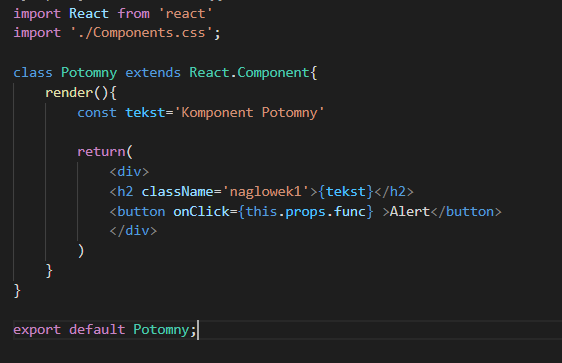 import React from 'react'
import './Components.css';
class Potomny extends React.Component{
render(){
const tekst='Komponent Potomny'
return(
<div>
<h2 className='naglowek1'>{tekst}</h2>
<button onClick={this.props.func} >Alert</button>
</div>
)
}
}
export default Potomny;